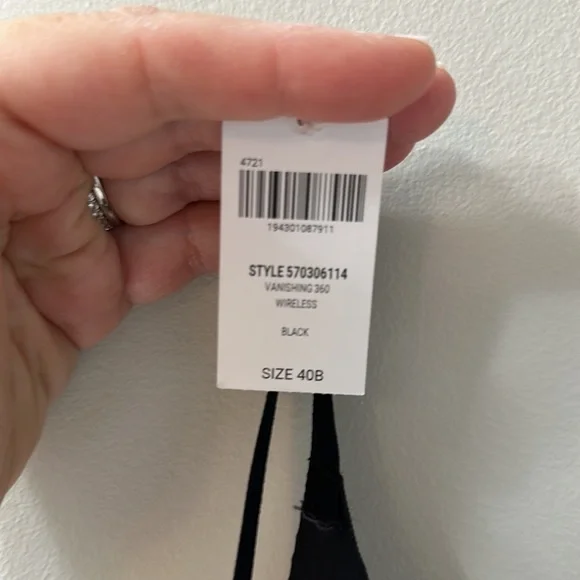 4721
194301087911
STYLE 570306114
VANISHING 360
WIRELESS
BLACK
SIZE 40B